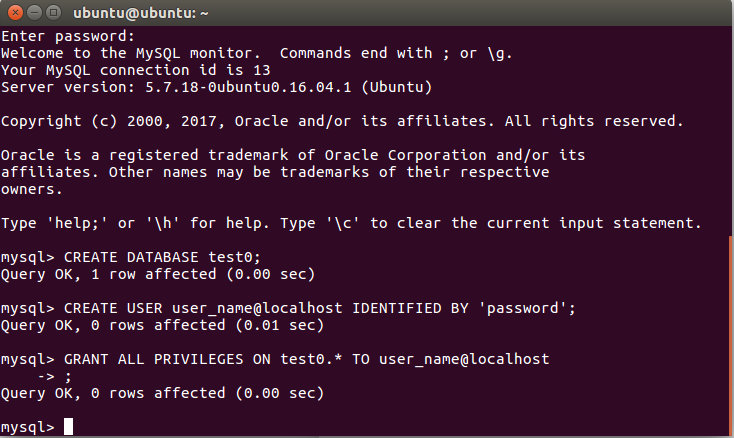 ubuntu@ubuntu: ~
Enter password:
Welcome to the MySQL monitor.  Commands end with ; or \g.
Your MySQL connection id is 13
Server version: 5.7.18-0ubuntu0.16.04.1 (Ubuntu)
Copyright (c) 2000, 2017, Oracle and/or its affiliates. All rights reserved.
Oracle is a registered trademark of Oracle Corporation and/or its
affiliates. Other names may be trademarks of their respective
owners.
Type 'help;' or '\h' for help. Type '\c' to clear the current input statement.
mysql> CREATE DATABASE test0;
Query OK, 1 row affected (0.00 sec)
mysql> CREATE USER user_name@localhost IDENTIFIED BY 'password';
Query OK, 0 rows affected (0.01 sec)
mysql> GRANT ALL PRIVILEGES ON test0.* TO user_name@localhost
    -> ;
Query OK, 0 rows affected (0.00 sec)
mysql>